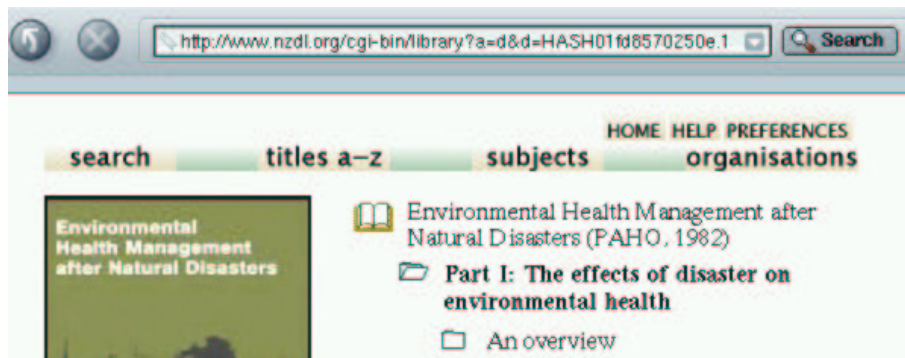 http://www.nzdl.org/cgi-bin/library?a=d&d=HASH01fd8570250e.1 Search
HOME HELP PREFERENCES
search titles a–z subjects organisations
Environmental
Health Management
after Natural Disasters
Environmental Health Management after
Natural Disasters (PAHO, 1982)
Part I: The effects of disaster on
environmental health
An overview